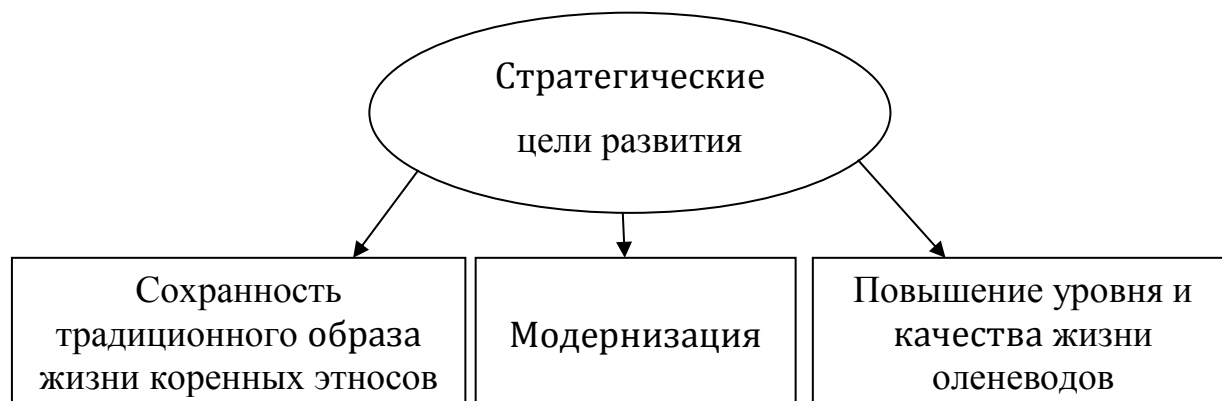 Стратегические
цели развития
Сохранность
традиционного образа
жизни коренных этносов
Модернизация
Повышение уровня и
качества жизни
оленеводов